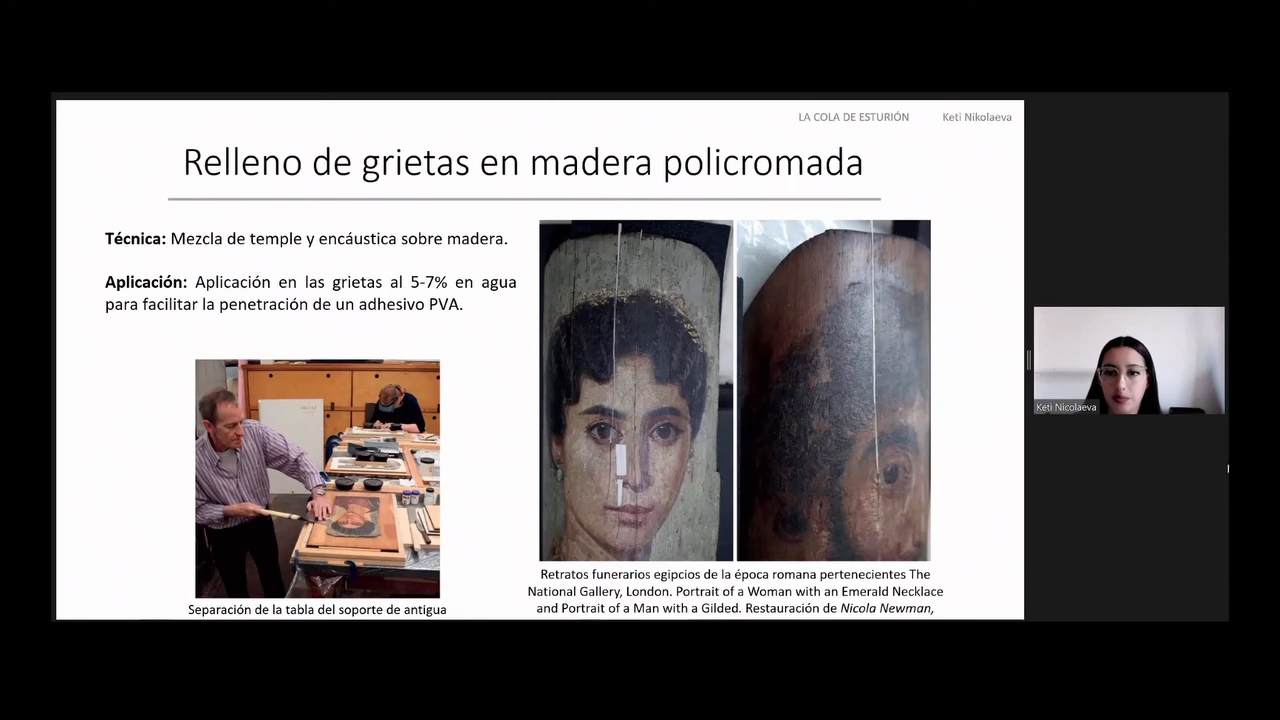 LA COLA DE ESTURIÓN Keti Nikolaeva
Relleno de grietas en madera policromada
Técnica: Mezcla de temple y encáustica sobre madera.
Aplicación: Aplicación en las grietas al 5-7% en agua
para facilitar la penetración de un adhesivo PVA.
Separación de la tabla del soporte de antigua
Retratos funerarios egipcios de la época romana pertenecientes The
National Gallery, London. Portrait of a Woman with an Emerald Necklace
and Portrait of a Man with a Gilded. Restauración de Nicola Newman,
Keti Nicolaeva